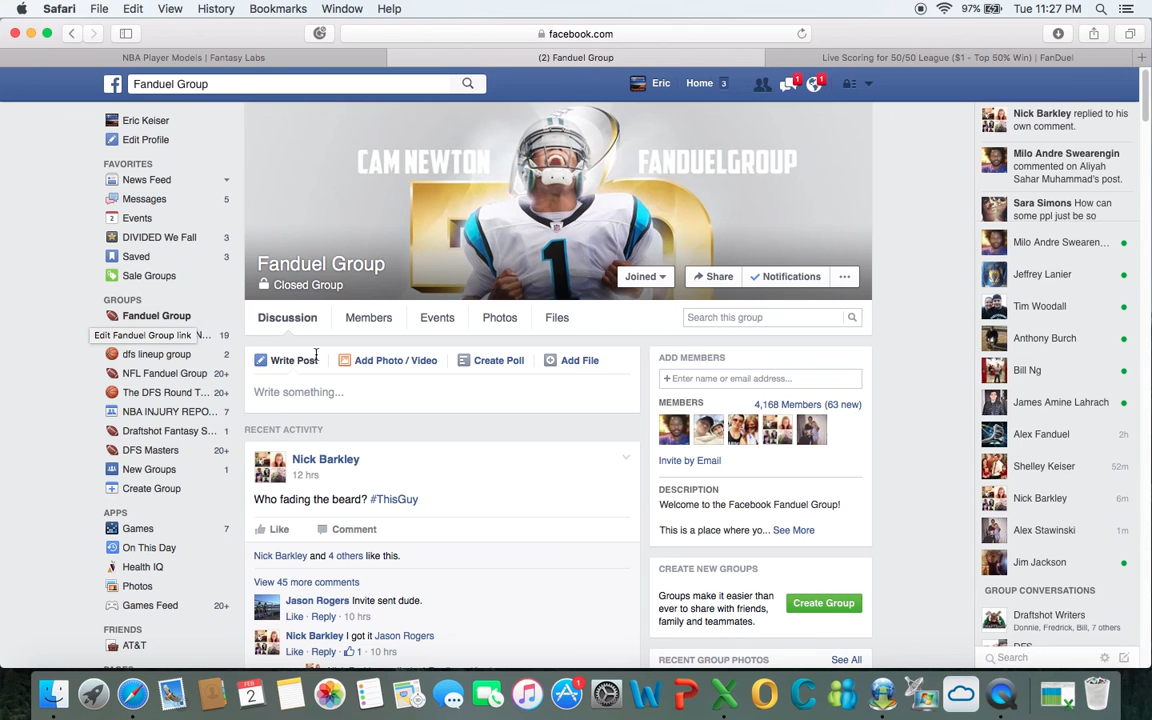 Safari File Edit View History Bookmarks Window Help 97% Tue 11:27 PM
facebook.com
NBA Player Models | Fantasy Labs (2) Fanduel Group Live Scoring for 50/50 League ($1 - Top 50% Win) | FanDuel
Fanduel Group Eric Home 3 1 1
Eric Keiser
Edit Profile
FAVORITES
News Feed
Messages 5
2 Events
DIVIDED We Fall 3
Saved 3
Sale Groups
GROUPS
Fanduel Group
Edit Fanduel Group link N... 19
dfs lineup group 2
NFL Fanduel Group 20+
The DFS Round T... 20+
NBA INJURY REPO... 7
Draftshot Fantasy S... 1
DFS Masters 20+
New Groups 1
Create Group
APPS
Games 7
On This Day
Health IQ
Photos
Games Feed 20+
FRIENDS
AT&T
CAM NEWTON FANDUELGROUP
1
Fanduel Group
Closed Group
Joined Share Notifications ...
Discussion Members Events Photos Files Search this group
Write Post Add Photo / Video Create Poll Add File
Write something...
RECENT ACTIVITY
Nick Barkley
12 hrs
Who fading the beard? #ThisGuy
Like Comment
Nick Barkley and 4 others like this.
View 45 more comments
Jason Rogers Invite sent dude.
Like · Reply · 10 hrs
Nick Barkley I got it Jason Rogers
Like · Reply · 1 · 10 hrs
ADD MEMBERS
+ Enter name or email address...
MEMBERS 4,168 Members (63 new)
Invite by Email
DESCRIPTION
Welcome to the Facebook Fanduel Group!
This is a place where yo... See More
CREATE NEW GROUPS
Groups make it easier than
ever to share with friends,
family and teammates.
Create Group
RECENT GROUP PHOTOS See All
Nick Barkley replied to his
own comment.
Milo Andre Swearengin
commented on Aliyah
Sahar Muhammad's post.
Sara Simons How can
some ppl just be so
Milo Andre Swearen...
Jeffrey Lanier
Tim Woodall
Anthony Burch
Bill Ng
James Amine Lahrach
Alex Fanduel 2h
Shelley Keiser 52m
Nick Barkley 6m
Alex Stawinski 1m
Jim Jackson
GROUP CONVERSATIONS
Draftshot Writers
Donnie, Fredrick, Bill, 7 others
Search
FEB
2
1